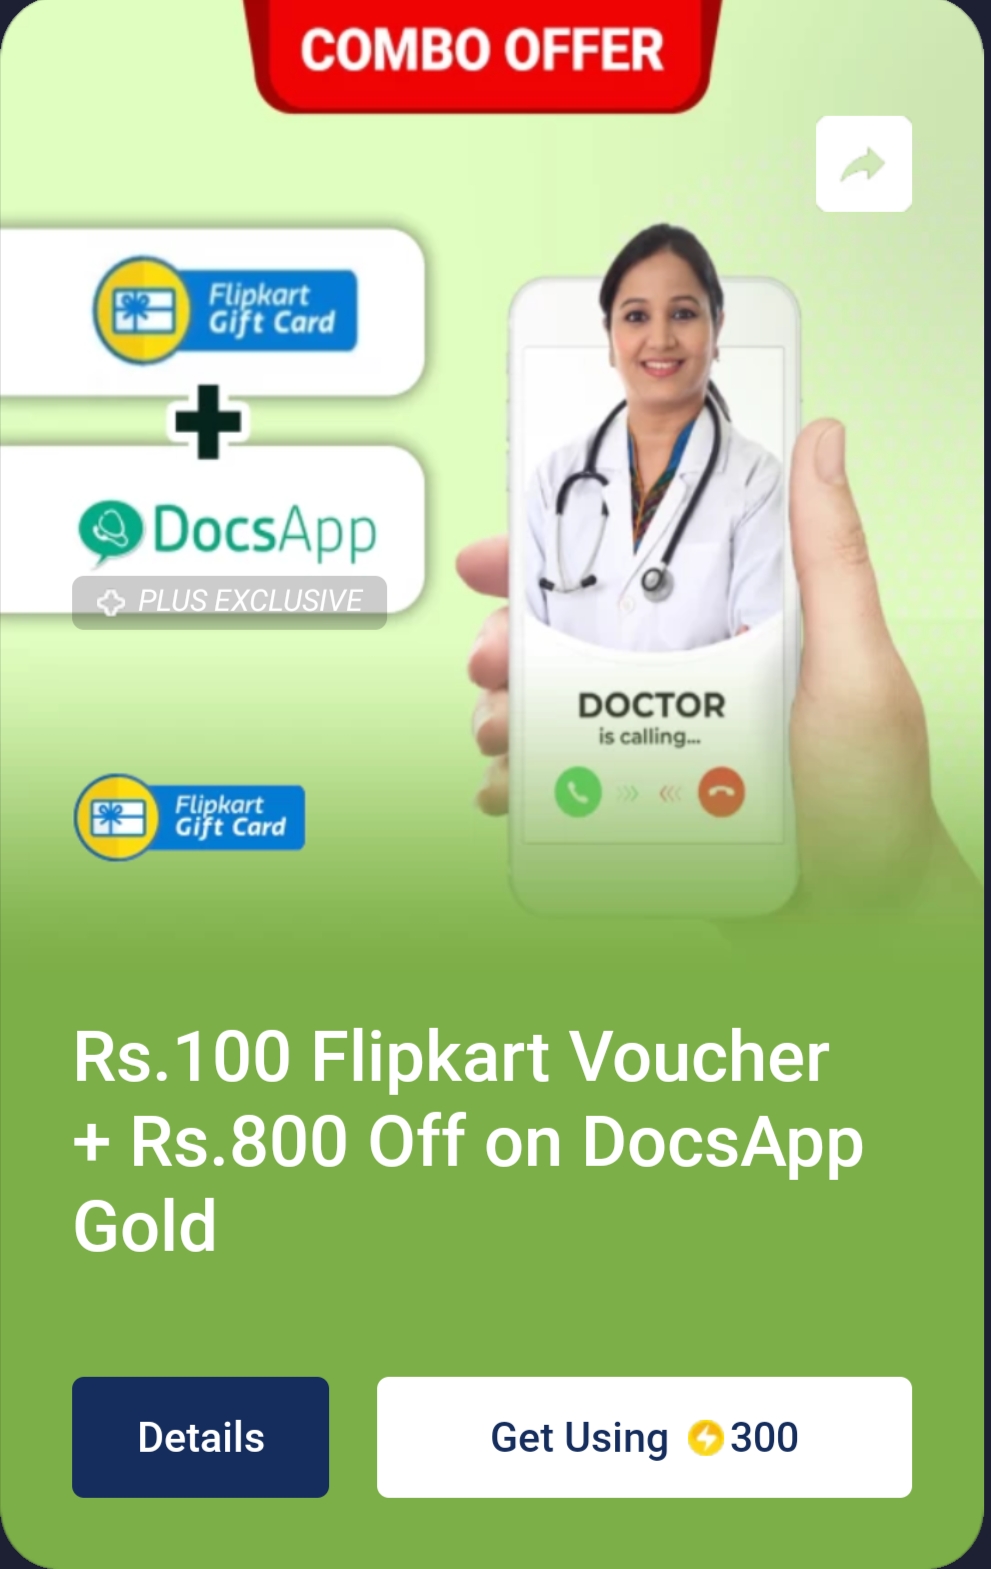 COMBO OFFER
Flipkart
Gift Card
DocsApp
PLUS EXCLUSIVE
DOCTOR
is calling...
Flipkart
Gift Card
Rs.100 Flipkart Voucher
+ Rs.800 Off on DocsApp
Gold
Details
Get Using 300